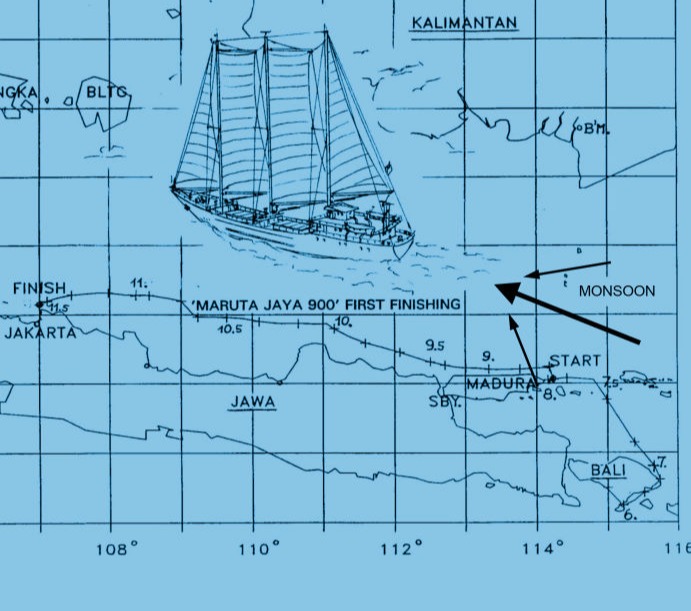 KALIMANTAN
NGKA
BLTG.
B'M.
MONSOON
FINISH
11.
'MARUTA JAYA 900' FIRST FINISHING
11.5
10.5
10.
JAKARTA
9.5
9.
START
MADURA
8.
7.5
JAWA
SBY.
BALI
7.
6.
108°
110°
112°
114°
116